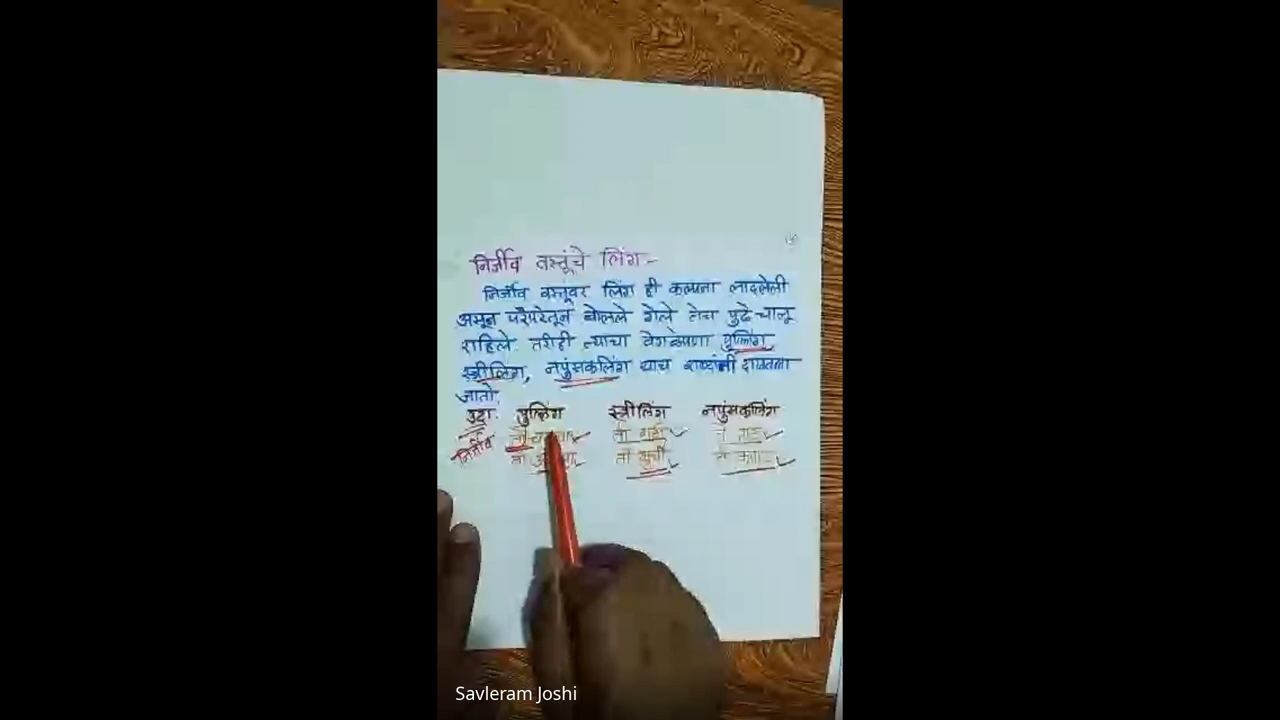 निर्जीव वस्तूंचे लिंग -
निर्जीव वस्तूंवर लिंग ही कल्पना लादलेली
असून परंपरेतून बोलले गेले तेच पुढे चालू
राहिले. तरीही त्याचा वेगळेपणा पुल्लिंग
स्त्रीलिंग, नपुंसकलिंग याच शब्दांनी दाखवला
जातो.
उदा. पुल्लिंग स्त्रीलिंग नपुंसकलिंग
निर्जीव तो ती ते
तो ती ते
Savleram Joshi